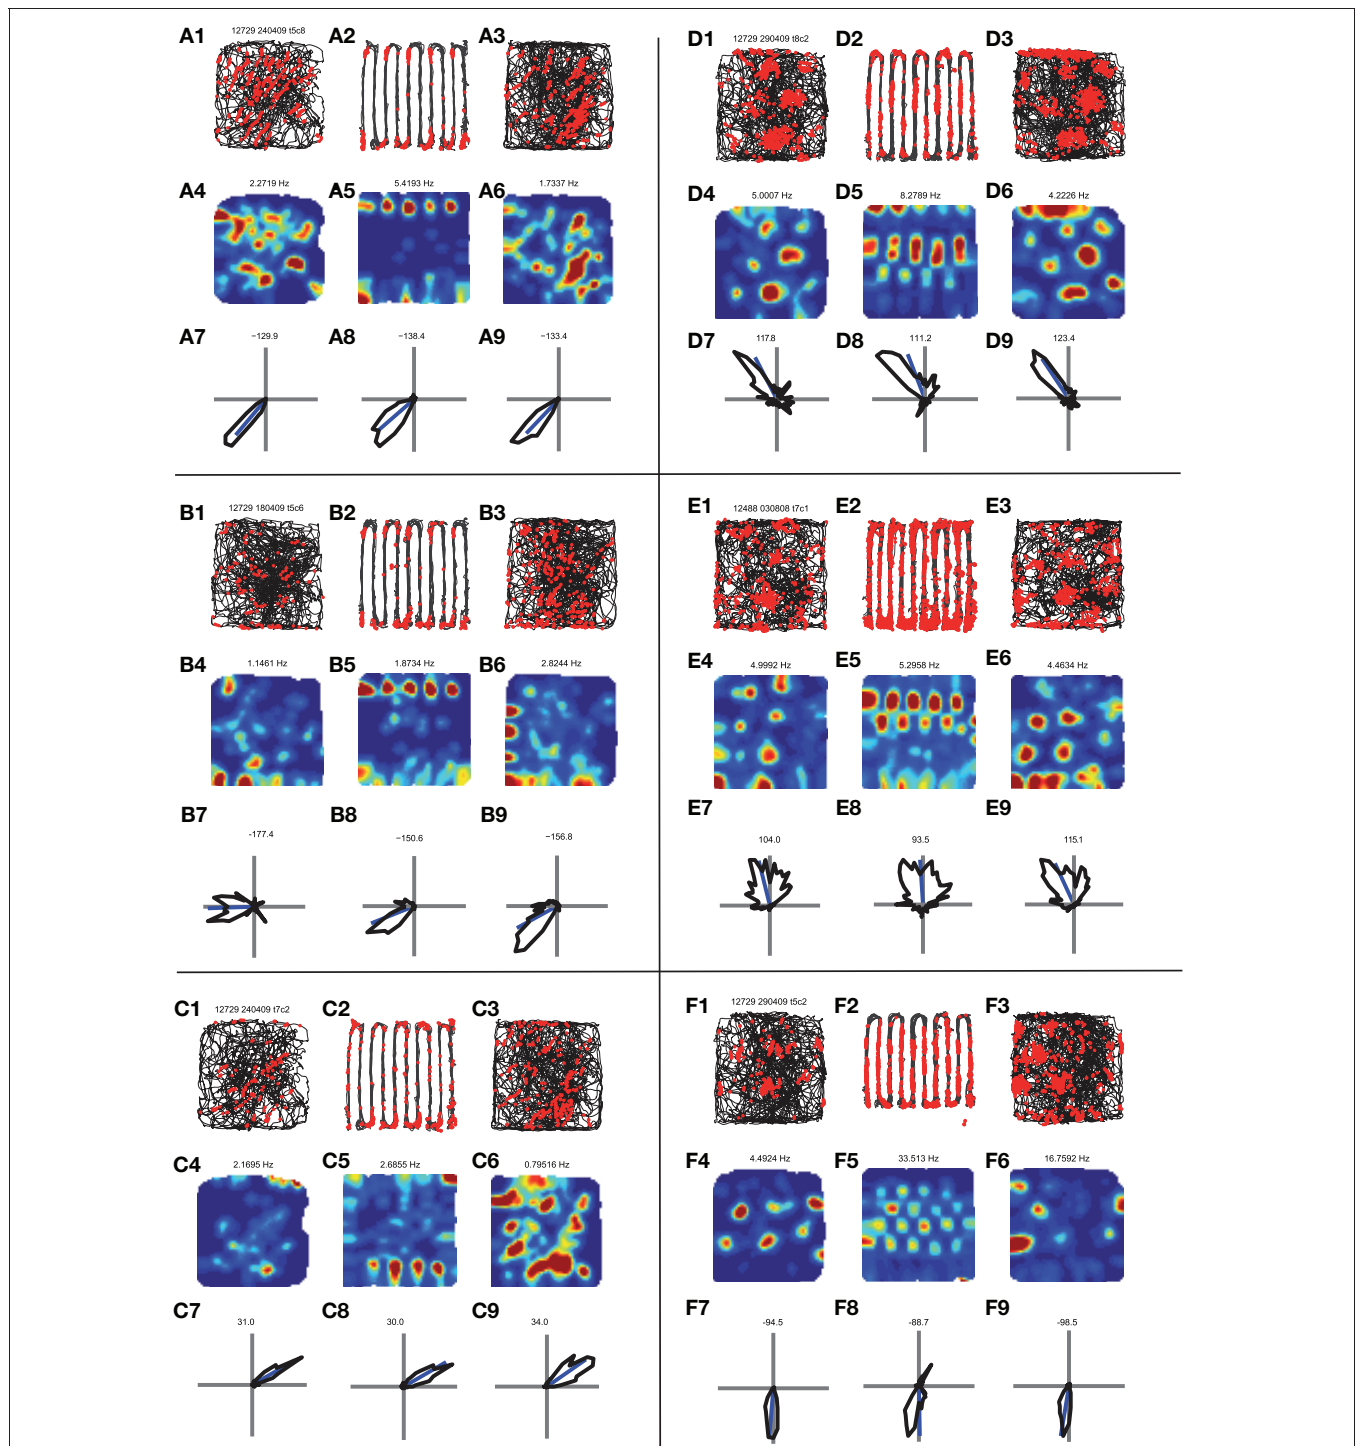 A1 12729 240409 t5c8 A2 A3
A4 2.2719 Hz A5 5.4193 Hz A6 1.7337 Hz
A7 −129.9 A8 −138.4 A9 −133.4
D1 12729 290409 t8c2 D2 D3
D4 5.0007 Hz D5 8.2789 Hz D6 4.2226 Hz
D7 117.8 D8 111.2 D9 123.4
B1 12729 180409 t5c6 B2 B3
B4 1.1461 Hz B5 1.8734 Hz B6 2.8244 Hz
B7 -177.4 B8 −150.6 B9 −156.8
E1 12488 030808 t7c1 E2 E3
E4 4.9992 Hz E5 5.2958 Hz E6 4.4634 Hz
E7 104.0 E8 93.5 E9 115.1
C1 12729 240409 t7c2 C2 C3
C4 2.1695 Hz C5 2.6855 Hz C6 0.79516 Hz
C7 31.0 C8 30.0 C9 34.0
F1 12729 290409 t5c2 F2 F3
F4 4.4924 Hz F5 33.513 Hz F6 16.7592 Hz
F7 -94.5 F8 -88.7 F9 -98.5